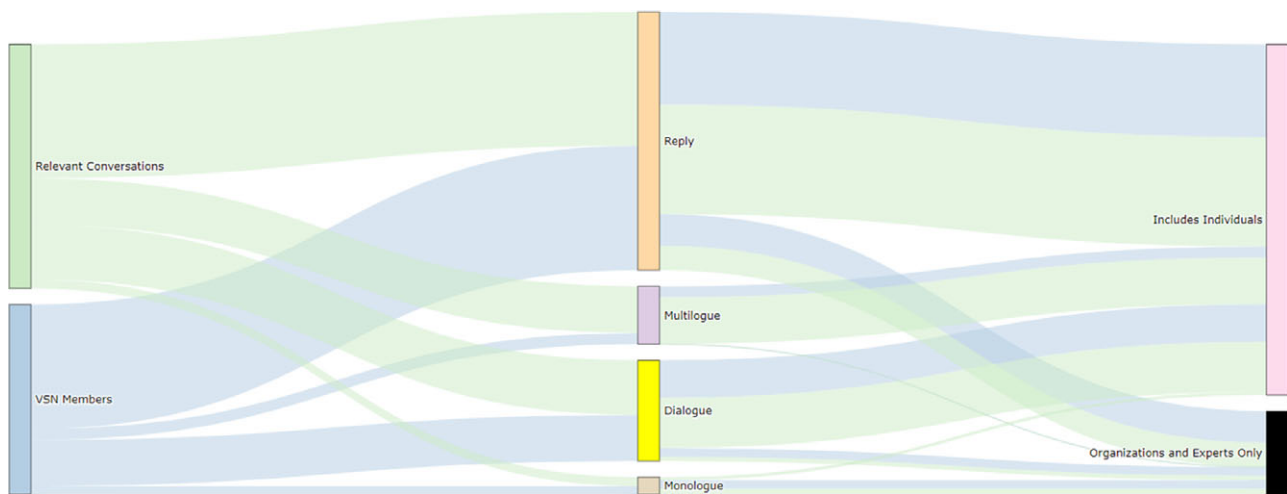 Relevant Conversations
VSN Members
Reply
Multilogue
Dialogue
Monologue
Includes Individuals
Organizations and Experts Only